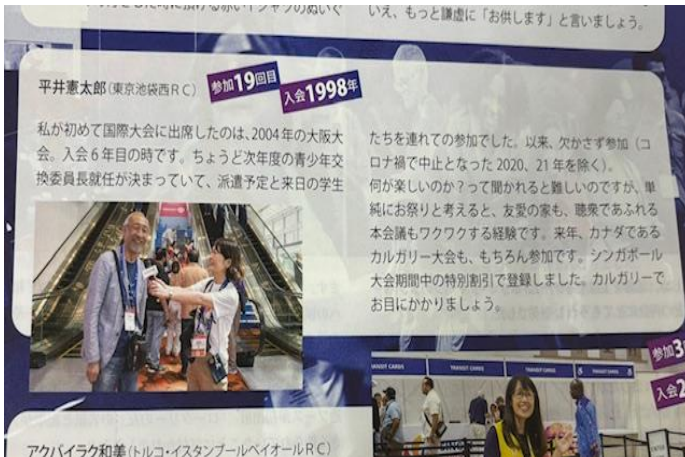 いえ、もっと謙虚に「お供します」と言いましょう。
平井憲太郎(東京池袋西RC)
参加19回目
入会1998年
私が初めて国際大会に出席したのは、2004年の大阪大
会。入会6年目の時です。ちょうど次年度の青少年交
換委員長就任が決まっていて、派遣予定と来日の学生
たちを連れての参加でした。以来、欠かさず参加(コ
ロナ禍で中止となった2020、21年を除く)。
何が楽しいのか?って聞かれると難しいのですが、単
純にお祭りと考えると、友愛の家も、聴衆であふれる
本会議もワクワクする経験です。来年、カナダである
カルガリー大会も、もちろん参加です。シンガポール
大会期間中の特別割引で登録しました。カルガリーで
お目にかかりましょう。
TRANSIT CARDS
TRANSIT CARDS
TRANSIT CARDS
参加3
入会2
アクバイラク和美(トルコ・イスタンブールベイオールRC)